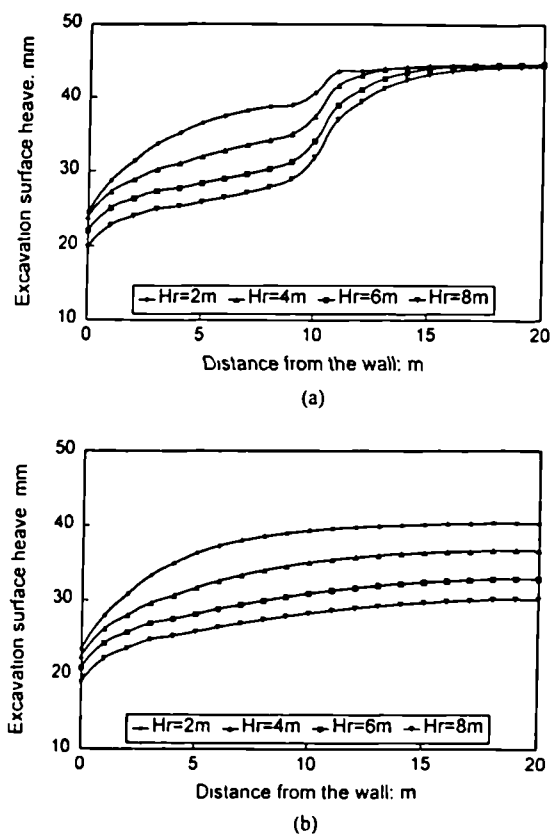 50
40
30
20
10
Excavation surface heave. mm
Hr=2m Hr=4m Hr=6m Hr=8m
0 5 10 15 20
Distance from the wall: m
(a)
50
40
30
20
10
Excavation surface heave mm
Hr=2m Hr=4m Hr=6m Hr=8m
0 5 10 15 20
Distance from the wall: m
(b)